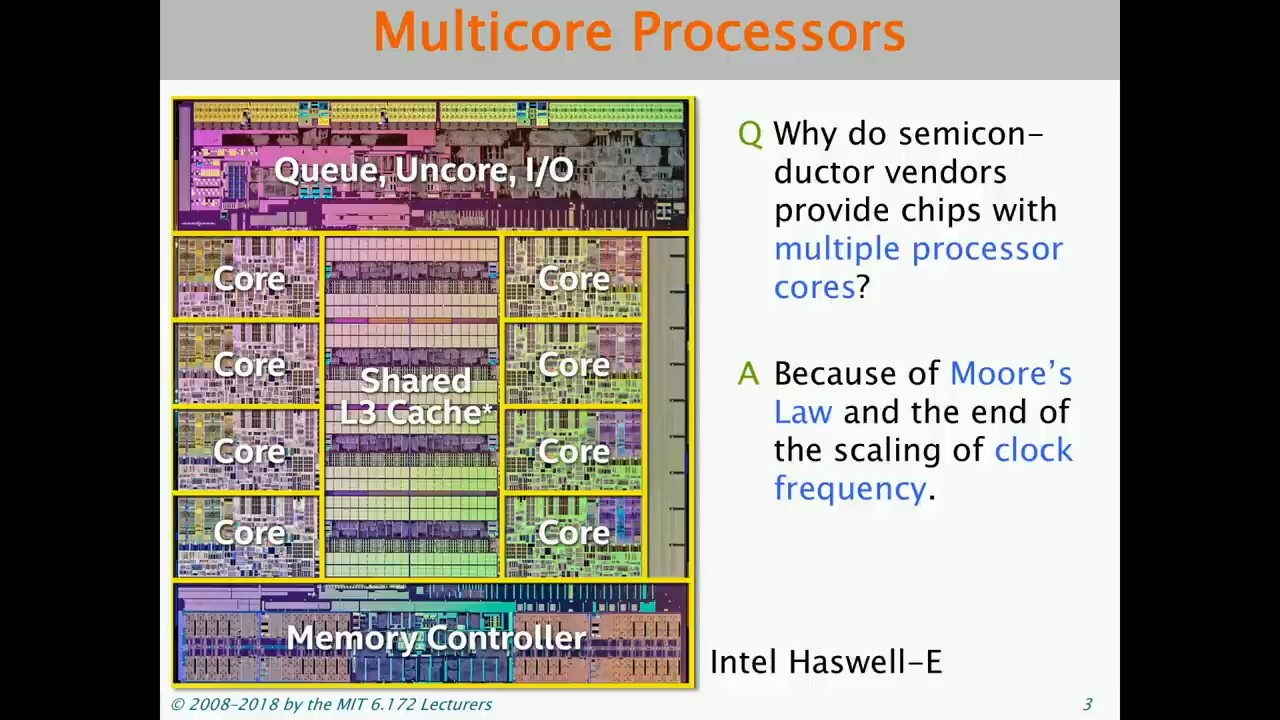 Multicore Processors
Queue, Uncore, I/O
Core
Core
Core
Core
Shared
L3 Cache*
Core
Core
Core
Core
Memory Controller
Q Why do semicon-
ductor vendors
provide chips with
multiple processor
cores?
A Because of Moore's
Law and the end of
the scaling of clock
frequency.
Intel Haswell-E
© 2008-2018 by the MIT 6.172 Lecturers
3